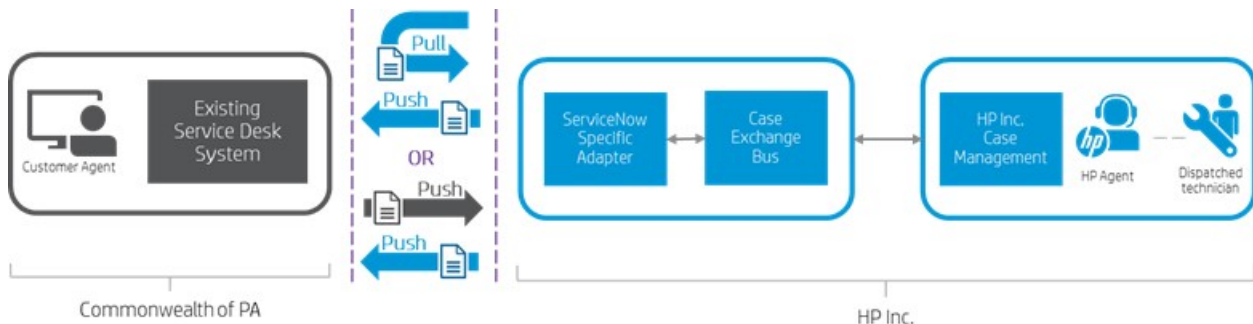 Customer Agent
Existing
Service Desk
System
Pull
Push
OR
Push
Push
ServiceNow
Specific
Adapter
Case
Exchange
Bus
HP Inc.
Case
Management
hp
HP Agent
Dispatched
technician
Commonwealth of PA
HP Inc.